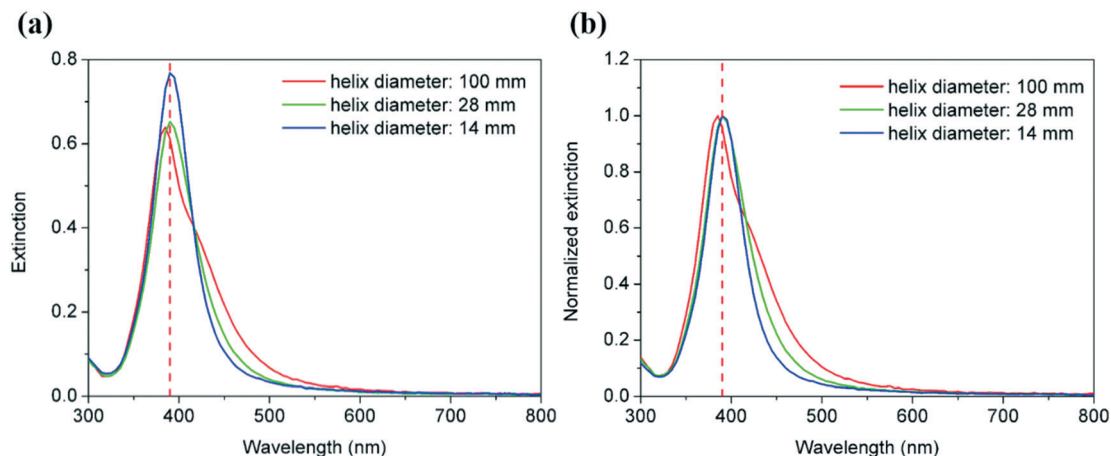 (a)
0.8
0.6
0.4
0.2
0.0
Extinction
300 400 500 600 700 800
Wavelength (nm)
helix diameter: 100 mm
helix diameter: 28 mm
helix diameter: 14 mm
(b)
1.2
1.0
0.8
0.6
0.4
0.2
0.0
Normalized extinction
300 400 500 600 700 800
Wavelength (nm)
helix diameter: 100 mm
helix diameter: 28 mm
helix diameter: 14 mm